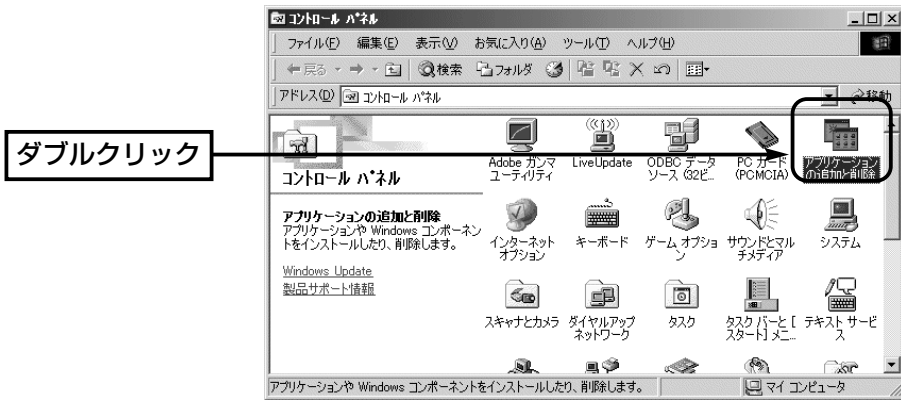 コントロール パネル
ファイル(F) 編集(E) 表示(V) お気に入り(A) ツール(T) ヘルプ(H)
戻る 検索 フォルダ
アドレス(D) コントロール パネル 移動
ダブルクリック
コントロール パネル
アプリケーションの追加と削除
アプリケーションや Windows コンポーネン
トをインストールしたり、削除します。
Windows Update
製品サポート情報
Adobe ガンマ
ユーティリティ
LiveUpdate
ODBC データ
ソース (32ビ...
PC カード
(PCMCIA)
アプリケーション
の追加と削除
インターネット
オプション
キーボード
ゲーム オプショ
ン
サウンドとマル
チメディア
システム
スキャナとカメラ
ダイヤルアップ
ネットワーク
タスク
タスク バーと [
スタート] メニ...
テキスト サービ
ス
アプリケーションや Windows コンポーネントをインストールしたり、削除します。
マイ コンピュータ